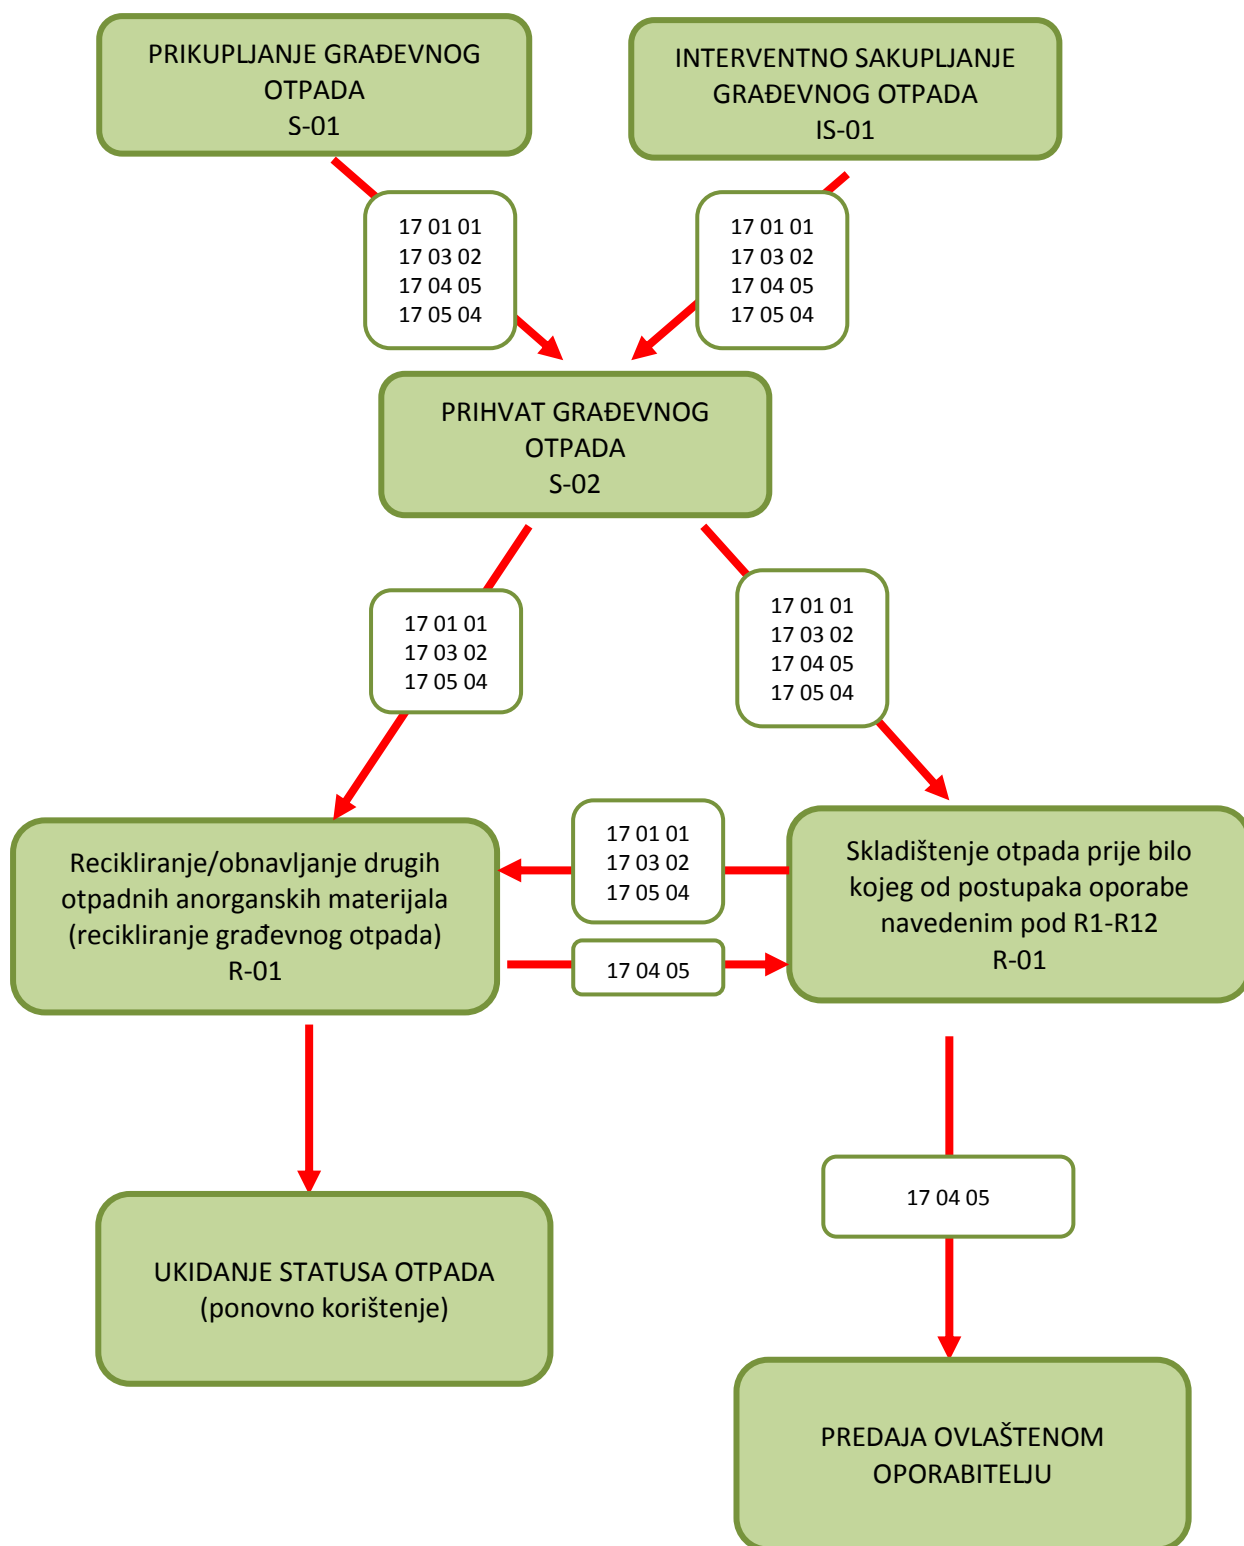 PRIKUPLJANJE GRAĐEVNOG
OTPADA
S-01
INTERVENTNO SAKUPLJANJE
GRAĐEVNOG OTPADA
IS-01
17 01 01
17 03 02
17 04 05
17 05 04
17 01 01
17 03 02
17 04 05
17 05 04
PRIHVAT GRAĐEVNOG
OTPADA
S-02
17 01 01
17 03 02
17 05 04
17 01 01
17 03 02
17 04 05
17 05 04
Recikliranje/obnavljanje drugih
otpadnih anorganskih materijala
(recikliranje građevnog otpada)
R-01
17 01 01
17 03 02
17 05 04
17 04 05
Skladištenje otpada prije bilo
kojeg od postupaka oporabe
navedenim pod R1-R12
R-01
17 04 05
UKIDANJE STATUSA OTPADA
(ponovno korištenje)
PREDAJA OVLAŠTENOM
OPORABITELJU